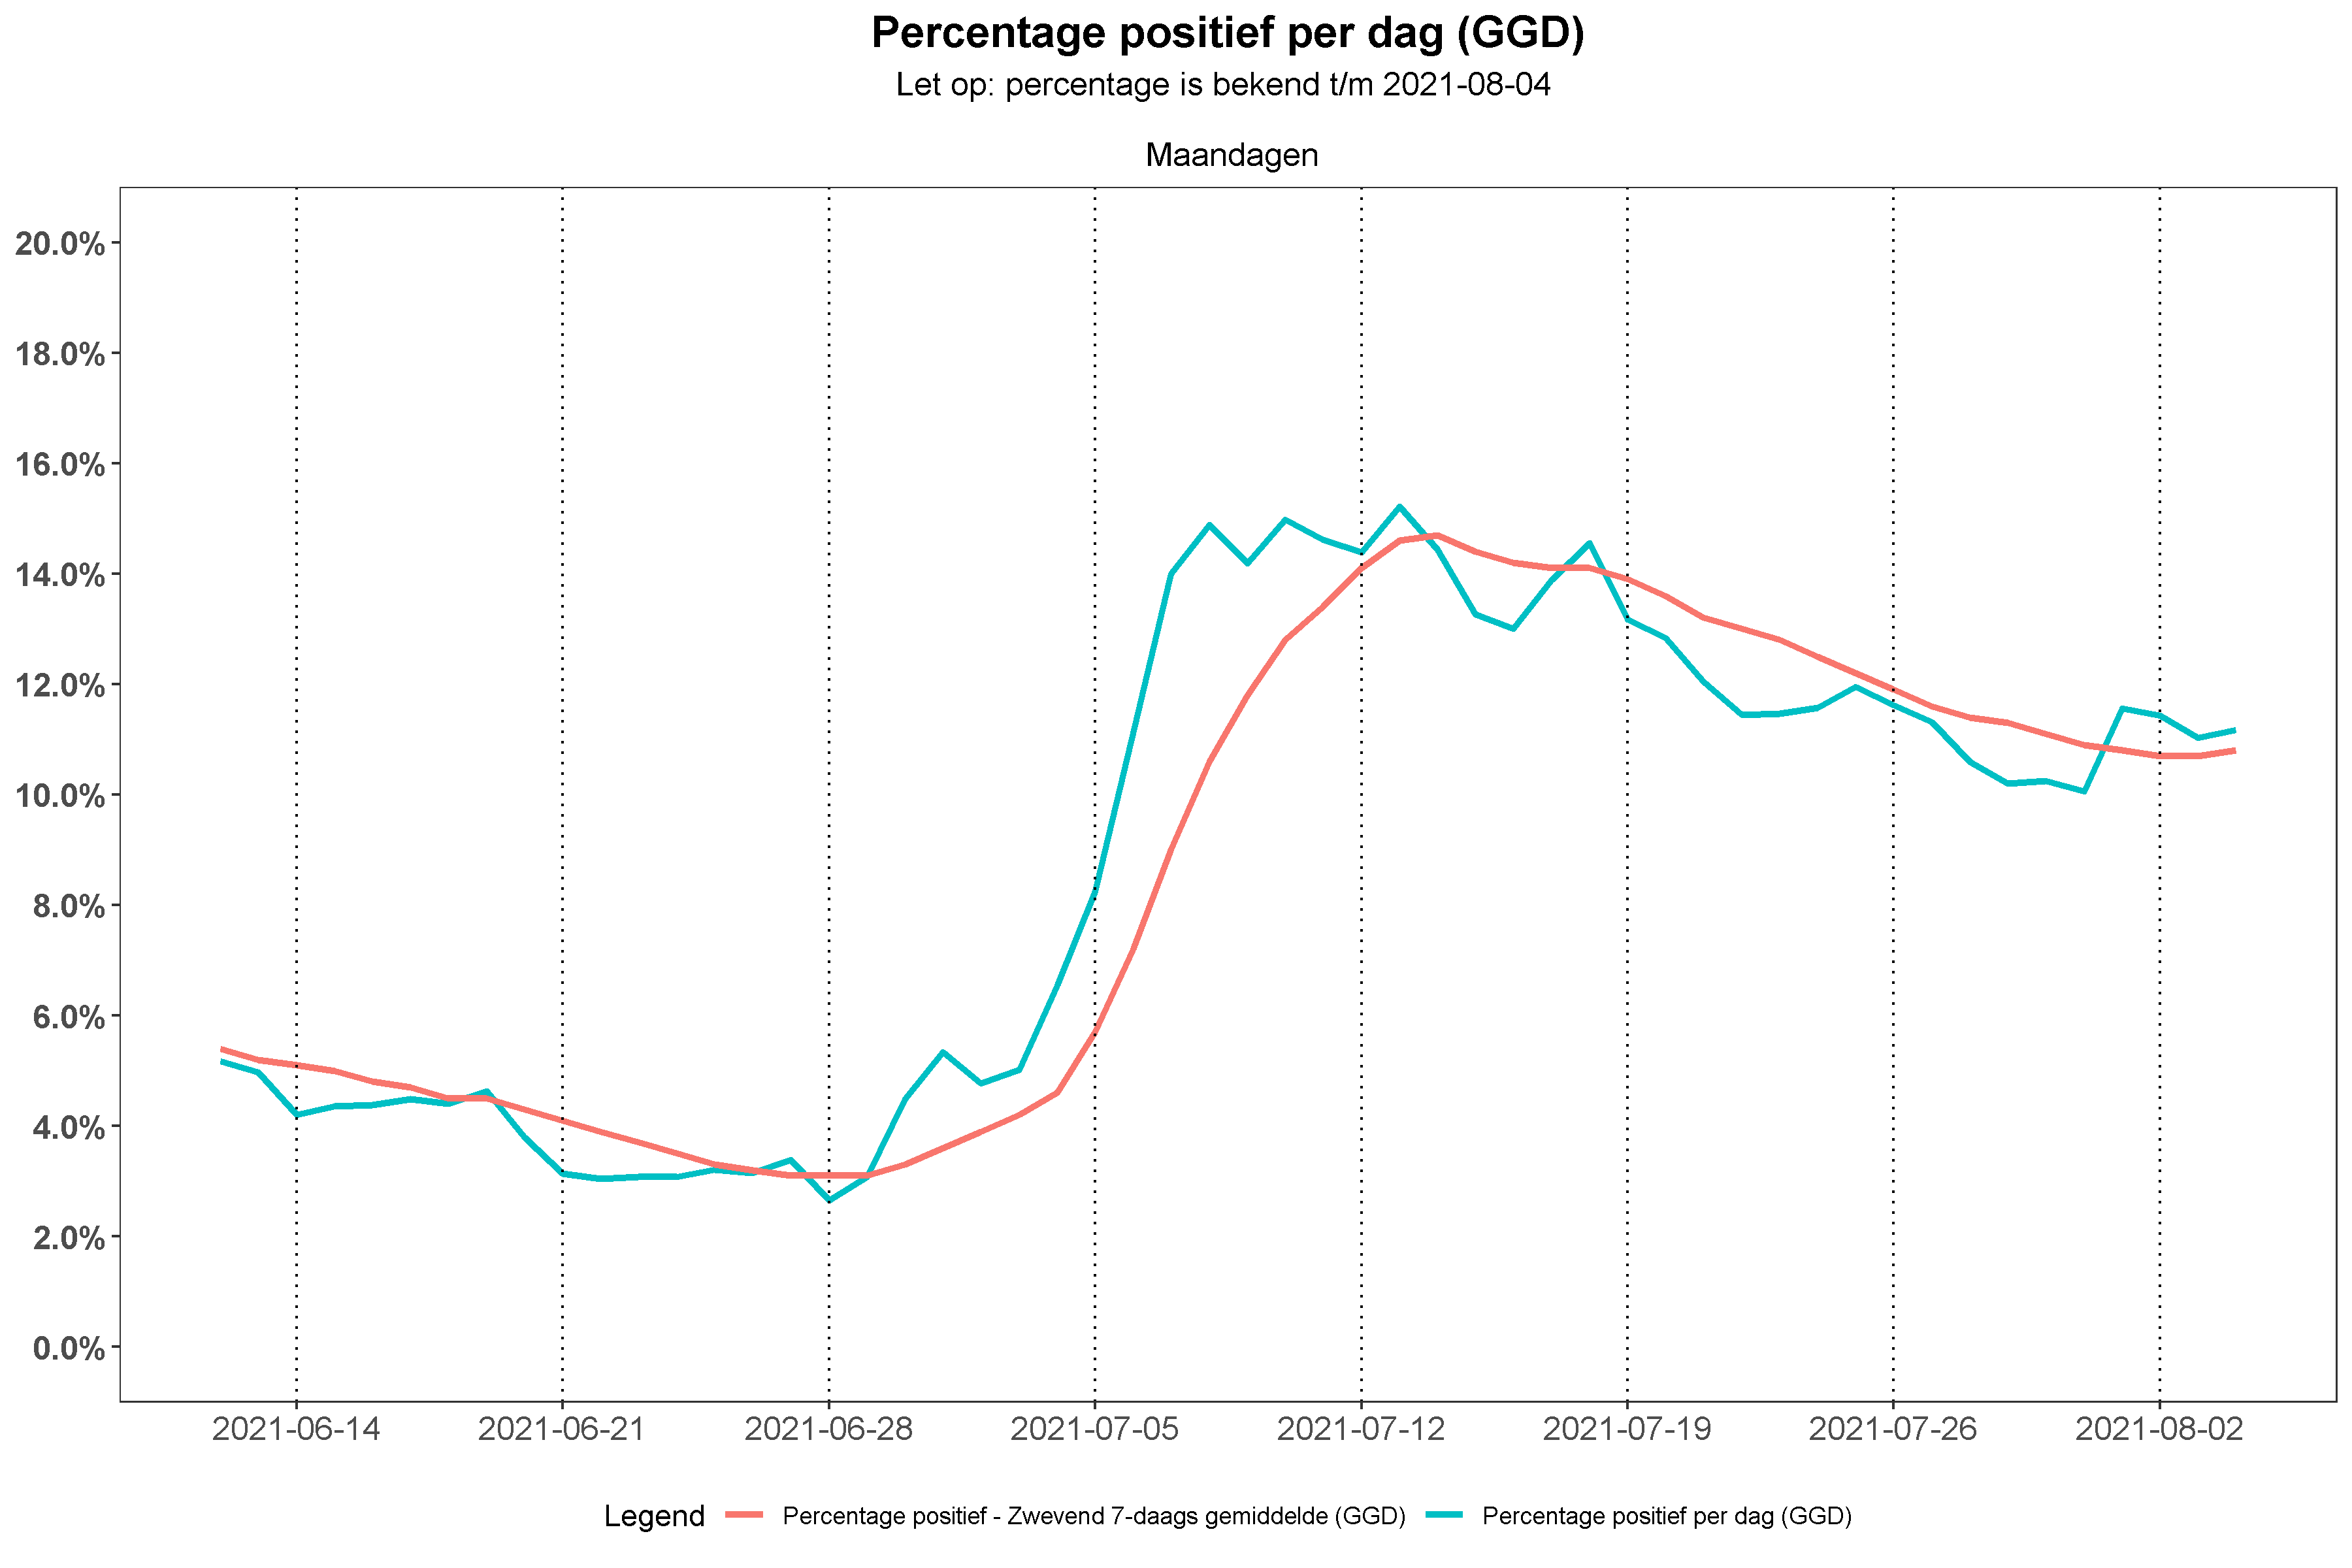 Percentage positief per dag (GGD)
Let op: percentage is bekend t/m 2021-08-04
Maandagen
20.0%
18.0%
16.0%
14.0%
12.0%
10.0%
8.0%
6.0%
4.0%
2.0%
0.0%
2021-06-14 2021-06-21 2021-06-28 2021-07-05 2021-07-12 2021-07-19 2021-07-26 2021-08-02
Legend Percentage positief - Zwevend 7-daags gemiddelde (GGD) Percentage positief per dag (GGD)